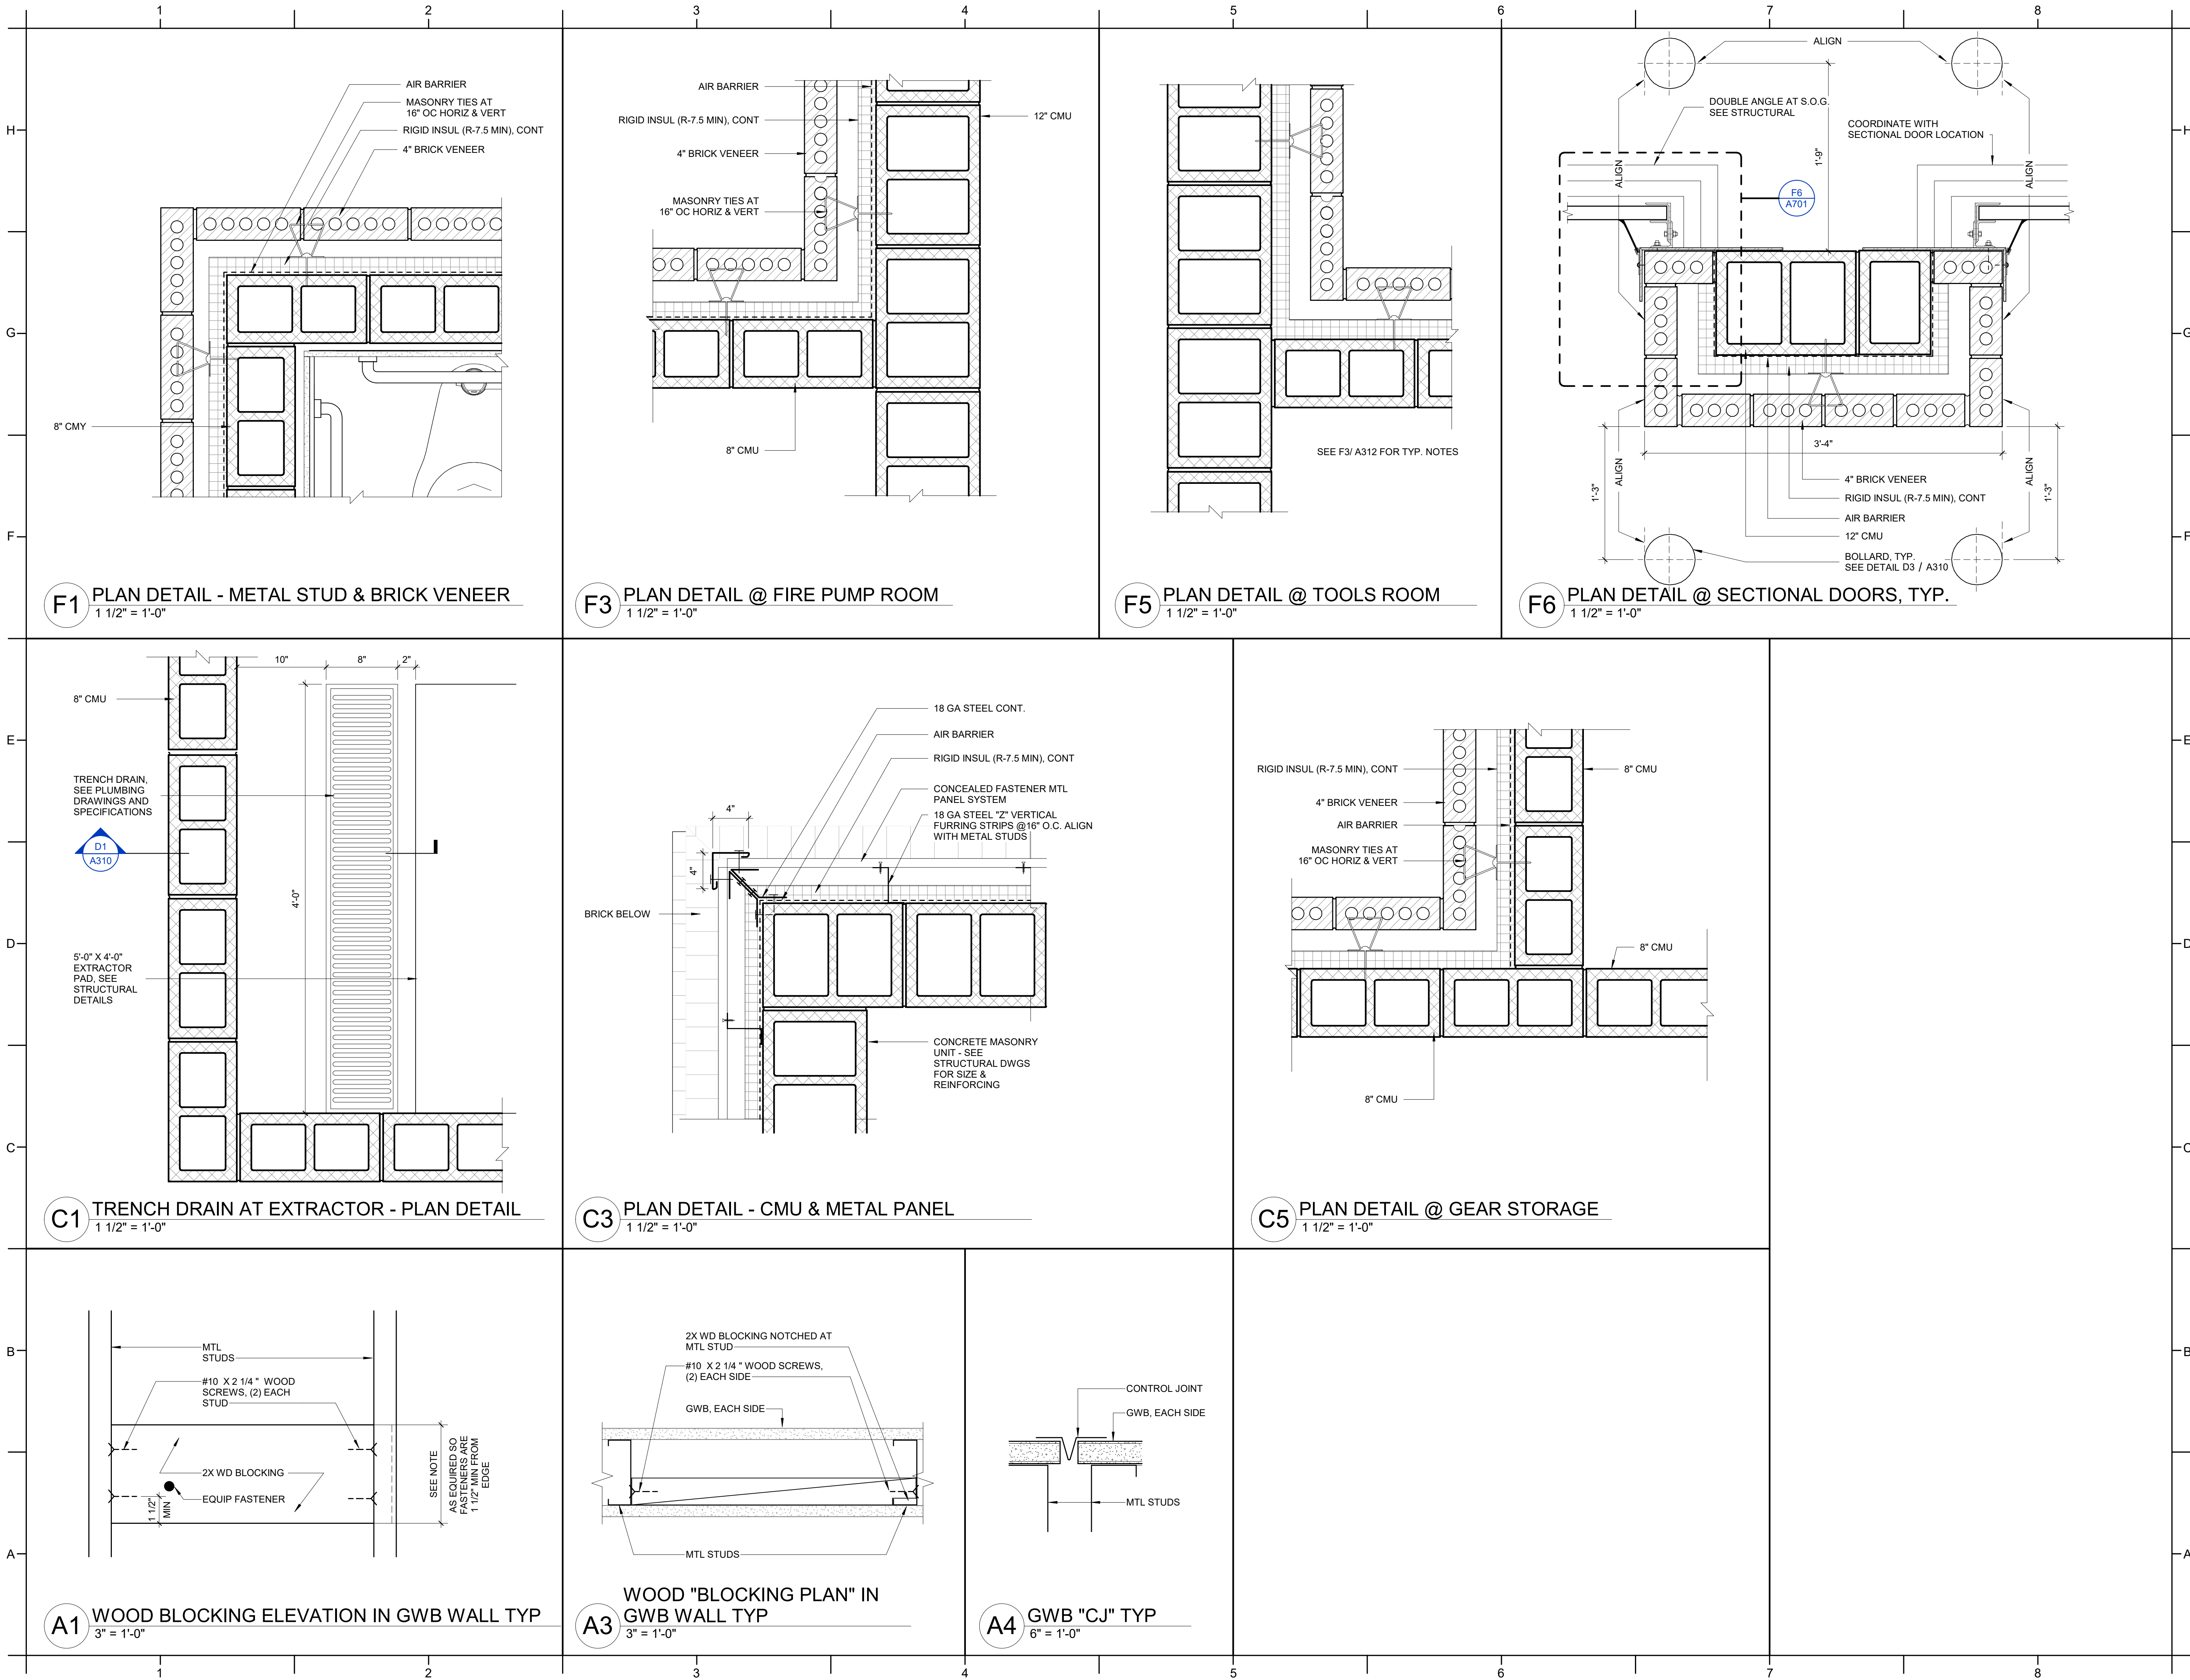 1 2 3 4 5 6 7 8
H
G
F
E
D
C
B
A
AIR BARRIER
MASONRY TIES AT
16" OC HORIZ & VERT
RIGID INSUL (R-7.5 MIN), CONT
4" BRICK VENEER
8" CMY
F1 PLAN DETAIL - METAL STUD & BRICK VENEER
1 1/2" = 1'-0"
AIR BARRIER
RIGID INSUL (R-7.5 MIN), CONT
4" BRICK VENEER
MASONRY TIES AT
16" OC HORIZ & VERT
12" CMU
8" CMU
F3 PLAN DETAIL @ FIRE PUMP ROOM
1 1/2" = 1'-0"
SEE F3/ A312 FOR TYP. NOTES
F5 PLAN DETAIL @ TOOLS ROOM
1 1/2" = 1'-0"
ALIGN
DOUBLE ANGLE AT S.O.G.
SEE STRUCTURAL
COORDINATE WITH
SECTIONAL DOOR LOCATION
1'-9"
ALIGN
ALIGN
F6
A701
3'-4"
ALIGN
ALIGN
1'-3"
1'-3"
4" BRICK VENEER
RIGID INSUL (R-7.5 MIN), CONT
AIR BARRIER
12" CMU
BOLLARD, TYP.
SEE DETAIL D3 / A310
F6 PLAN DETAIL @ SECTIONAL DOORS, TYP.
1 1/2" = 1'-0"
10" 8" 2"
8" CMU
TRENCH DRAIN,
SEE PLUMBING
DRAWINGS AND
SPECIFICATIONS
D1
A310
4'-0"
5'-0" X 4'-0"
EXTRACTOR
PAD, SEE
STRUCTURAL
DETAILS
C1 TRENCH DRAIN AT EXTRACTOR - PLAN DETAIL
1 1/2" = 1'-0"
18 GA STEEL CONT.
AIR BARRIER
RIGID INSUL (R-7.5 MIN), CONT
CONCEALED FASTENER MTL
PANEL SYSTEM
18 GA STEEL "Z" VERTICAL
FURRING STRIPS @16" O.C. ALIGN
WITH METAL STUDS
4"
4"
BRICK BELOW
CONCRETE MASONRY
UNIT - SEE
STRUCTURAL DWGS
FOR SIZE &
REINFORCING
C3 PLAN DETAIL - CMU & METAL PANEL
1 1/2" = 1'-0"
RIGID INSUL (R-7.5 MIN), CONT
4" BRICK VENEER
AIR BARRIER
MASONRY TIES AT
16" OC HORIZ & VERT
8" CMU
8" CMU
8" CMU
C5 PLAN DETAIL @ GEAR STORAGE
1 1/2" = 1'-0"
MTL
STUDS
#10 X 2 1/4 " WOOD
SCREWS, (2) EACH
STUD
2X WD BLOCKING
EQUIP FASTENER
1 1/2"
MIN
SEE NOTE
AS EQUIRED SO
FASTENERS ARE
1 1/2" MIN FROM
EDGE
A1 WOOD BLOCKING ELEVATION IN GWB WALL TYP
3" = 1'-0"
2X WD BLOCKING NOTCHED AT
MTL STUD
#10 X 2 1/4 " WOOD SCREWS,
(2) EACH SIDE
GWB, EACH SIDE
MTL STUDS
WOOD "BLOCKING PLAN" IN
A3 GWB WALL TYP
3" = 1'-0"
CONTROL JOINT
GWB, EACH SIDE
MTL STUDS
A4 GWB "CJ" TYP
6" = 1'-0"
H
G
F
E
D
C
B
A
1 2 3 4 5 6 7 8